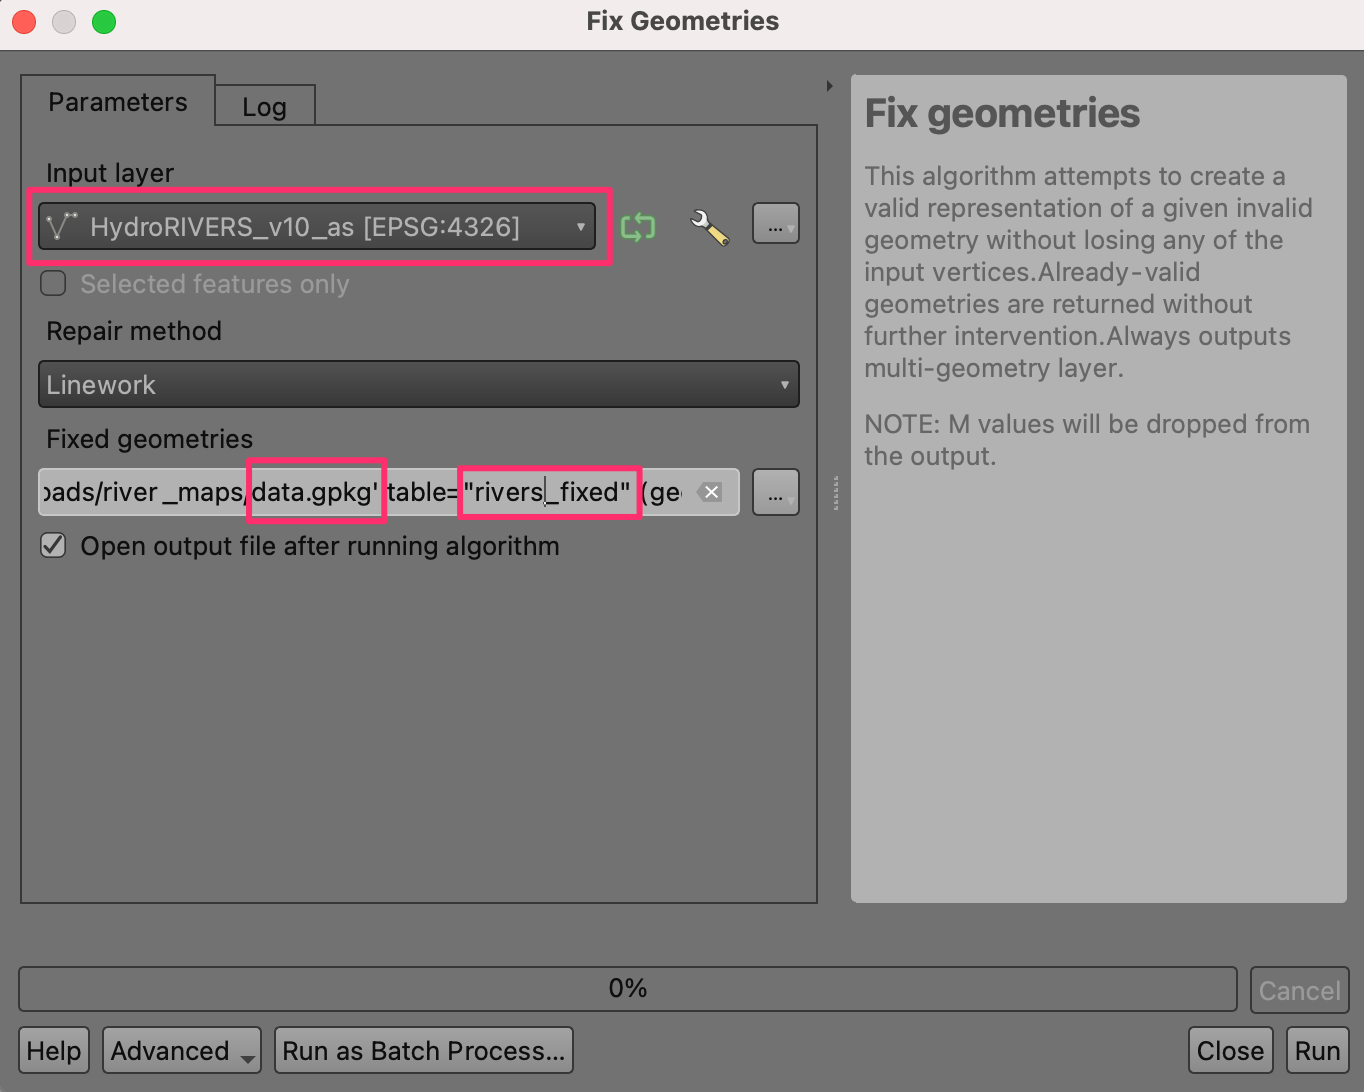 Fix Geometries
Parameters
Log
Input layer
HydroRIVERS_v10_as [EPSG:4326]
...
Selected features only
Repair method
Linework
Fixed geometries
oads/river _maps/data.gpkg' table="rivers_fixed" (geo
...
Open output file after running algorithm
Fix geometries
This algorithm attempts to create a
valid representation of a given invalid
geometry without losing any of the
input vertices.Already-valid
geometries are returned without
further intervention.Always outputs
multi-geometry layer.
NOTE: M values will be dropped from
the output.
0%
Cancel
Help
Advanced
Run as Batch Process...
Close
Run